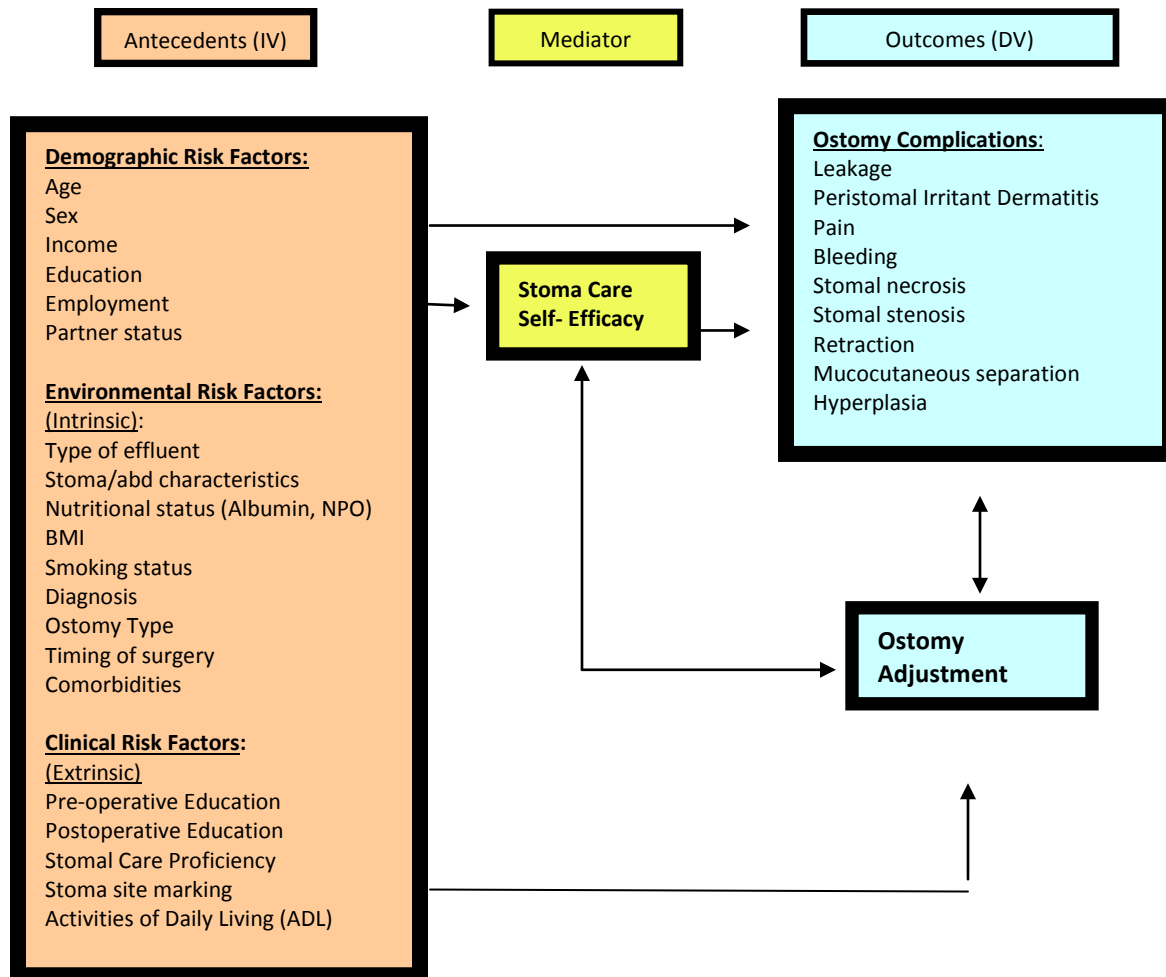 Antecedents (IV)
Mediator
Outcomes (DV)
Demographic Risk Factors:
Age
Sex
Income
Education
Employment
Partner status
Environmental Risk Factors:
(Intrinsic):
Type of effluent
Stoma/abd characteristics
Nutritional status (Albumin, NPO)
BMI
Smoking status
Diagnosis
Ostomy Type
Timing of surgery
Comorbidities
Clinical Risk Factors:
(Extrinsic)
Pre-operative Education
Postoperative Education
Stomal Care Proficiency
Stoma site marking
Activities of Daily Living (ADL)
Stoma Care
Self- Efficacy
Ostomy Complications:
Leakage
Peristomal Irritant Dermatitis
Pain
Bleeding
Stomal necrosis
Stomal stenosis
Retraction
Mucocutaneous separation
Hyperplasia
Ostomy
Adjustment